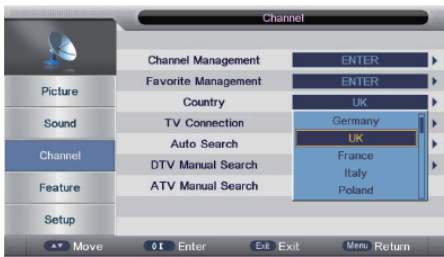 Channel
Channel Management ENTER
Favorite Management ENTER
Country UK
TV Connection
Auto Search
DTV Manual Search
ATV Manual Search
Germany
UK
France
Italy
Poland
Picture
Sound
Channel
Feature
Setup
Move OK Enter Exit Exit Menu Return